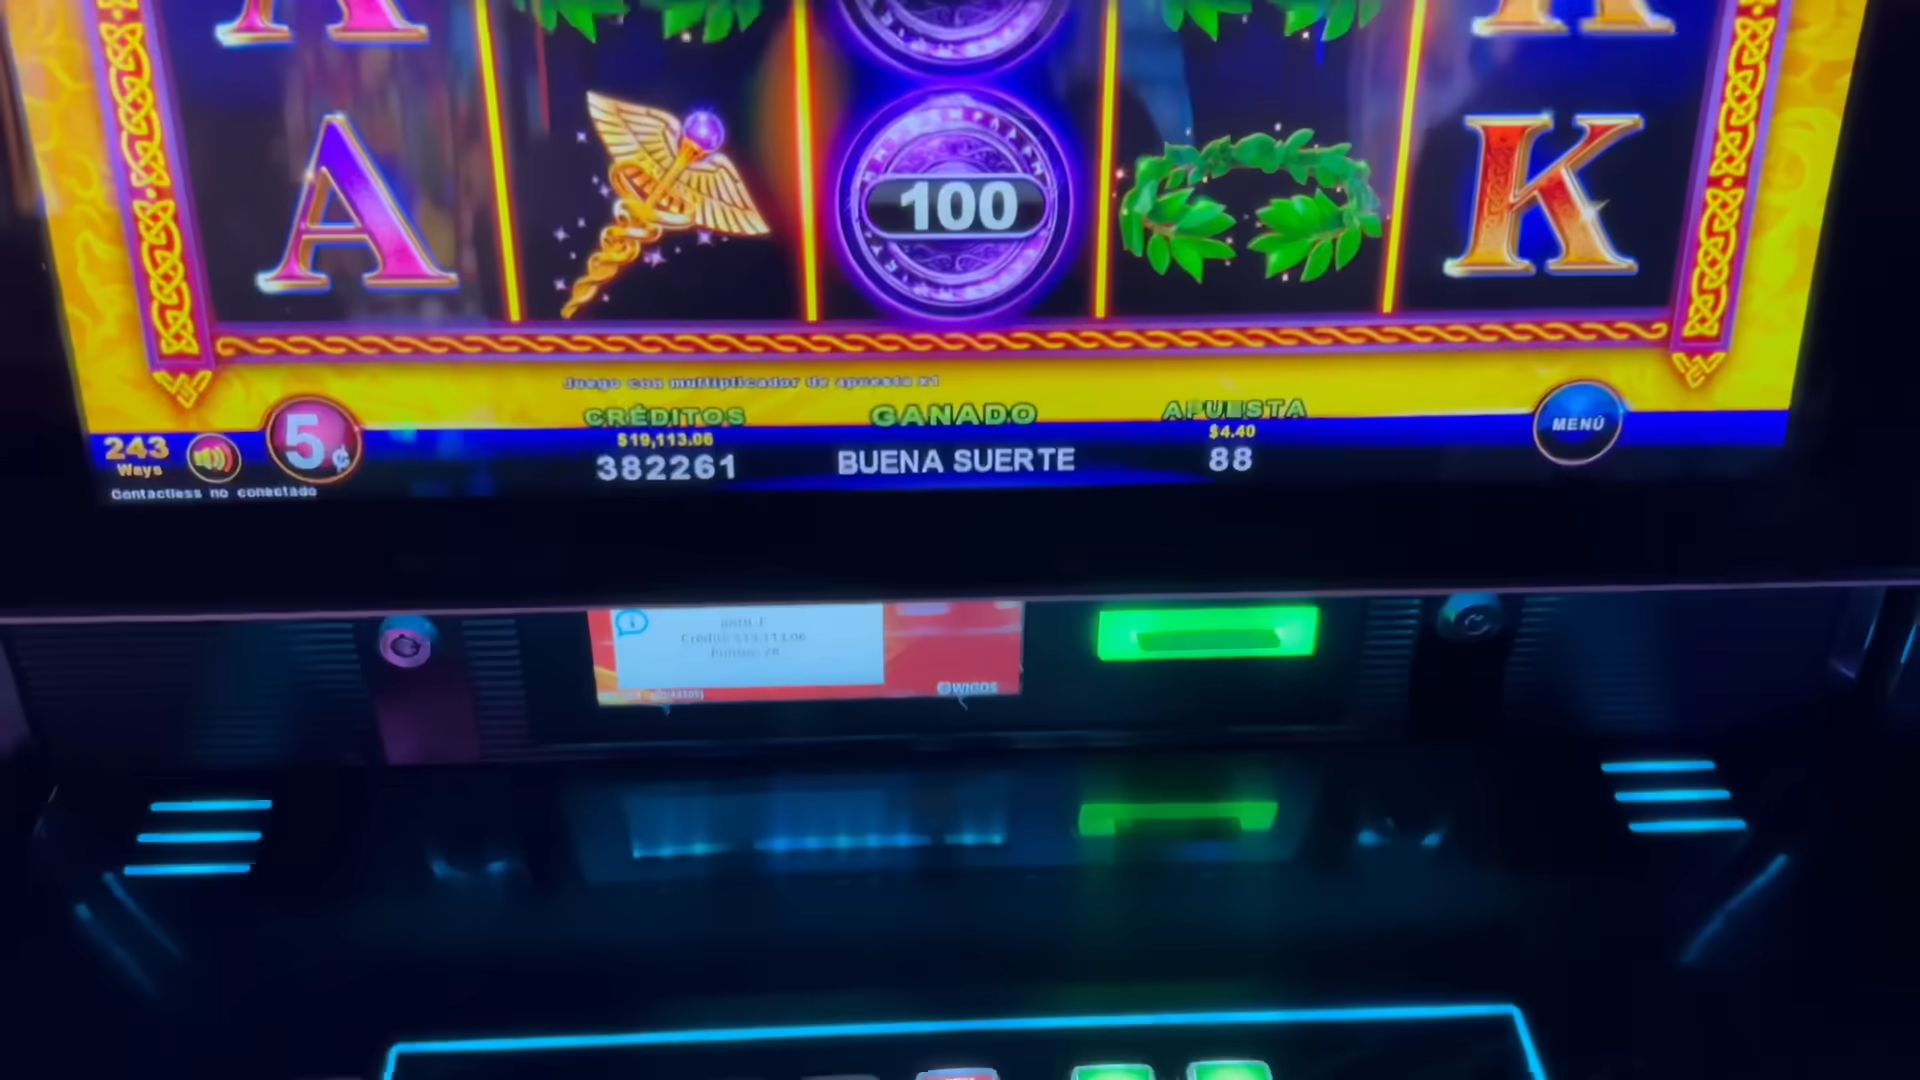 A
100
K
Juego con multiplicador de apuesta x1
CRÉDITOS
$19,113.06
382261
GANADO
BUENA SUERTE
APUESTA
$4.40
88
MENÚ
243
Ways
5¢
Contactless no conectado
WIGOS